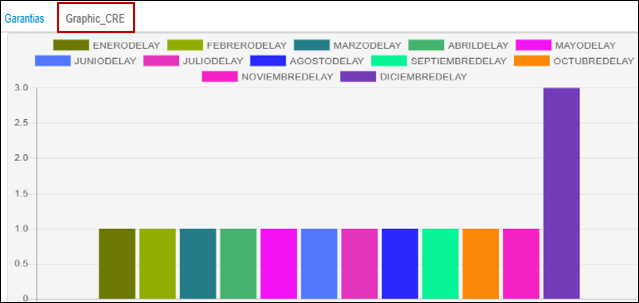 Garantias Graphic_CRE
ENERODELAY FEBRERODELAY MARZODELAY ABRILDELAY MAYODELAY
JUNIODELAY JULIODELAY AGOSTODELAY SEPTIEMBREDELAY OCTUBREDELAY
NOVIEMBREDELAY DICIEMBREDELAY
3.0
2.5
2.0
1.5
1.0
0.5
0